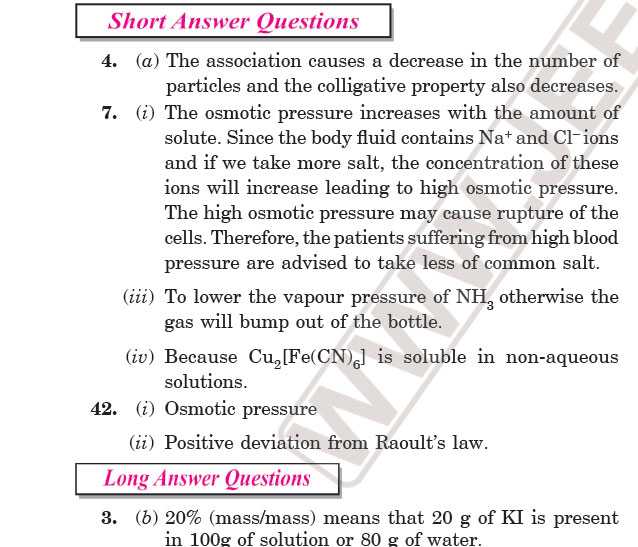 Short Answer Questions
4. (a) The association causes a decrease in the number of
particles and the colligative property also decreases.
7. (i) The osmotic pressure increases with the amount of
solute. Since the body fluid contains Na⁺ and Cl⁻ ions
and if we take more salt, the concentration of these
ions will increase leading to high osmotic pressure.
The high osmotic pressure may cause rupture of the
cells. Therefore, the patients suffering from high blood
pressure are advised to take less of common salt.
(iii) To lower the vapour pressure of NH₃ otherwise the
gas will bump out of the bottle.
(iv) Because Cu₂[Fe(CN)₆] is soluble in non-aqueous
solutions.
42. (i) Osmotic pressure
(ii) Positive deviation from Raoult's law.
Long Answer Questions
3. (b) 20% (mass/mass) means that 20 g of KI is present
in 100g of solution or 80 g of water.
WWW.JEE